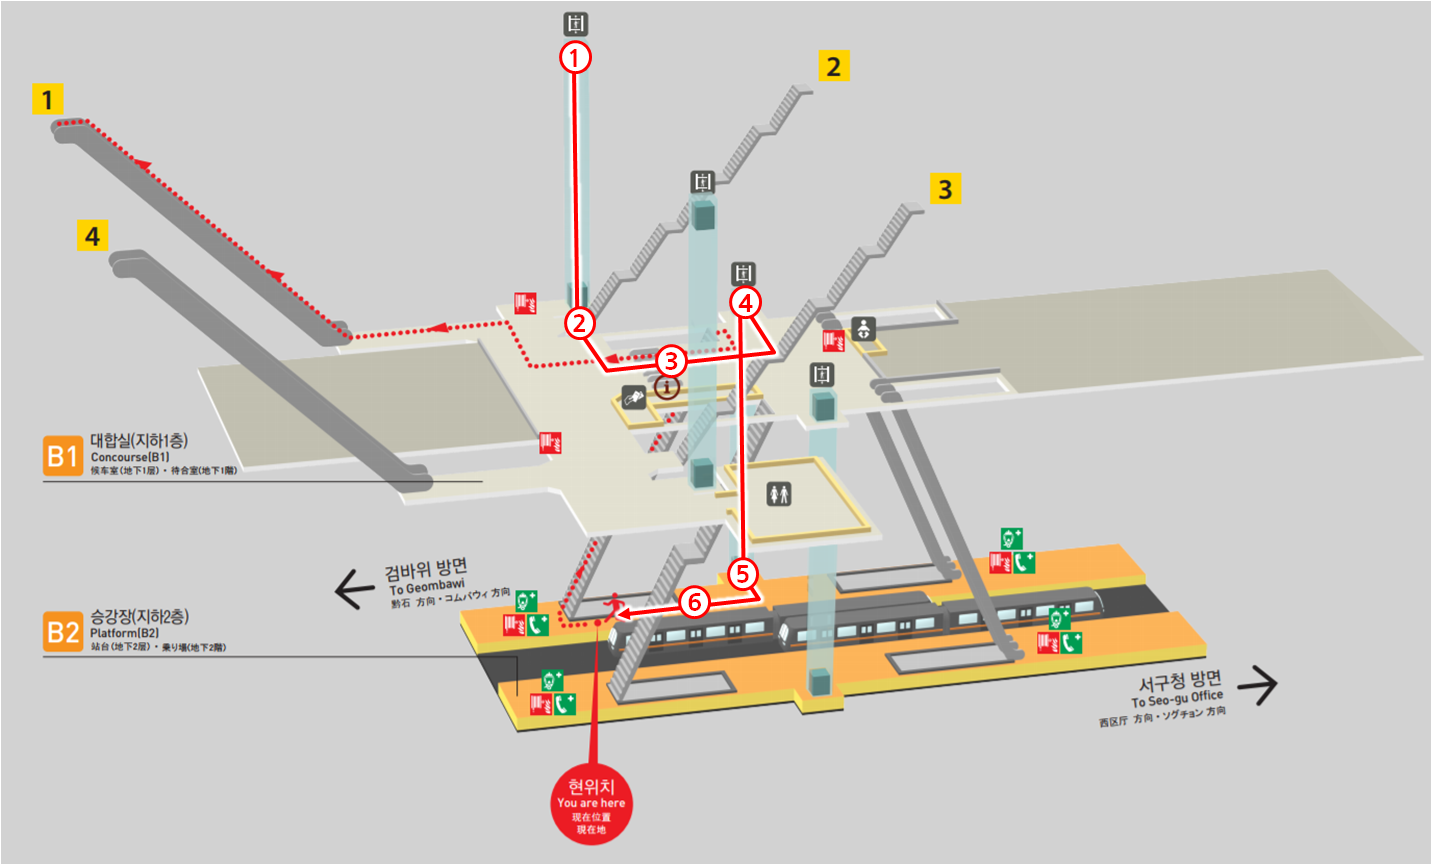 1
2
1
3
4
4
2
3
i
B1
대합실(지하1층)
Concourse(B1)
候车室(地下1层)・待合室(地下1階)
5
검바위 방면
To Geombawi
黔石 方向・コムバウィ 方向
6
B2
승강장(지하2층)
Platform(B2)
站台(地下2层)・乗り場(地下2階)
서구청 방면
To Seo-gu Office
西区厅 方向・ソグチョン 方向
현위치
You are here
现在位置
現在地